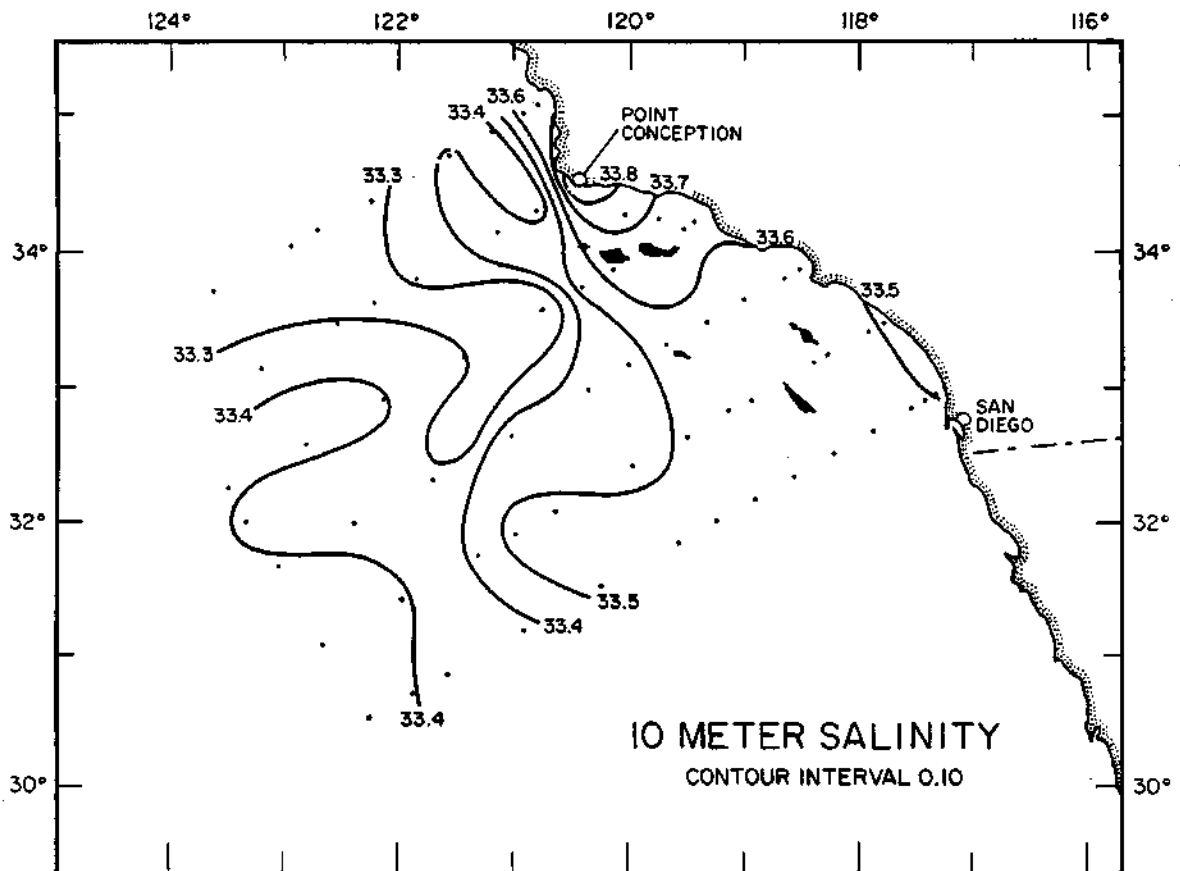 124° 122° 120° 118° 116°
33.6
33.4
POINT
CONCEPTION
33.3
33.8
33.7
34°
33.6
34°
33.5
33.3
33.4
SAN
DIEGO
32°
32°
33.5
33.4
33.4
10 METER SALINITY
CONTOUR INTERVAL 0.10
30°
30°